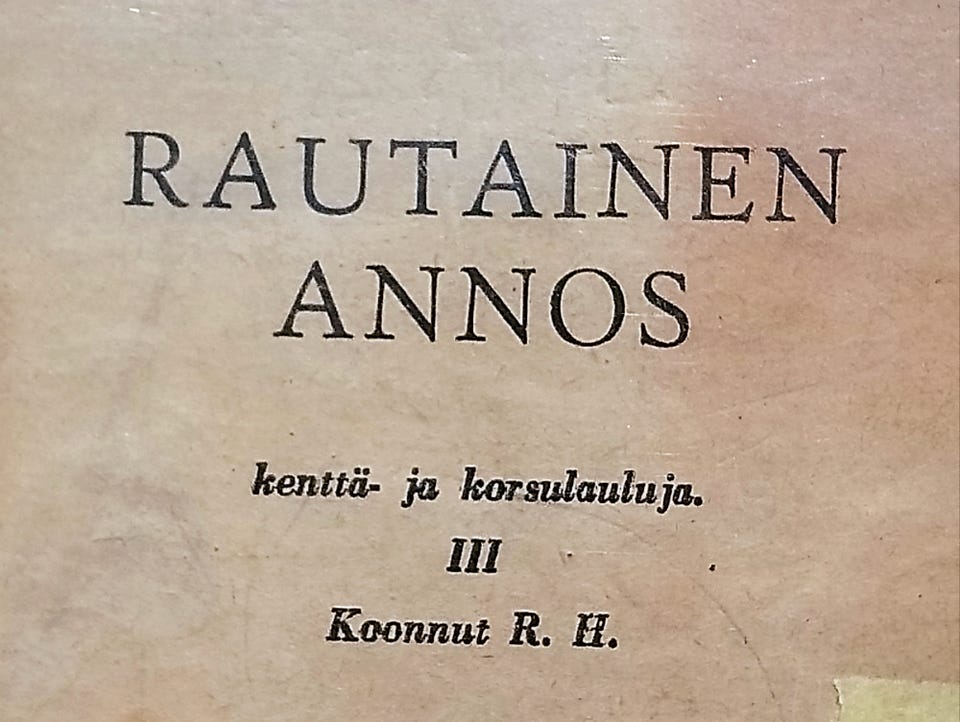 RAUTAINEN
ANNOS
kenttä- ja korsulauluja.
III
Koonnut R. H.